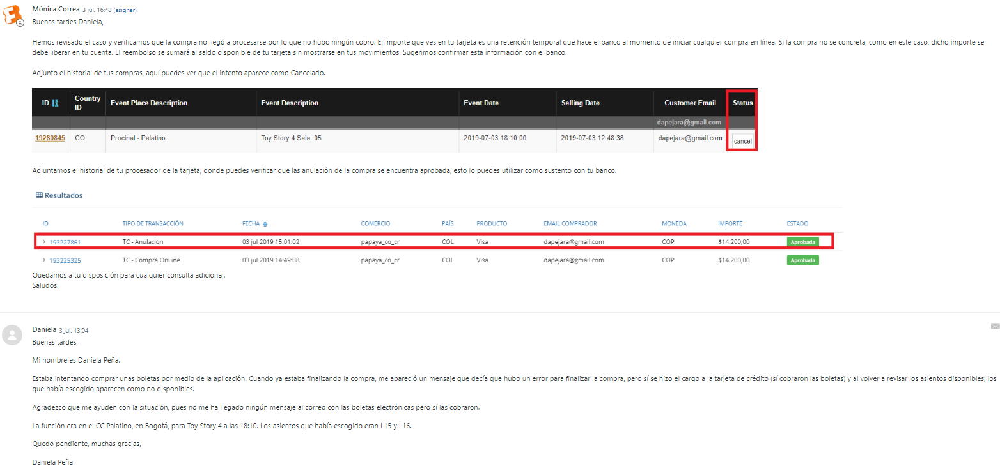 Mónica Correa 3 jul. 16:48 (asignar)
Buenas tardes Daniela,
Hemos revisado el caso y verificamos que la compra no llegó a procesarse por lo que no hubo ningún cobro. El importe que ves en tu tarjeta es una retención temporal que hace el banco al momento de iniciar cualquier compra en línea. Si la compra no se concreta, como en este caso, dicho importe se
debe liberar en tu cuenta. El reembolso se sumará al saldo disponible de tu tarjeta sin mostrarse en tus movimientos. Sugerimos confirmar esta información con el banco.
Adjunto el historial de tus compras, aquí puedes ver que el intento aparece como Cancelado.
ID Country ID Event Place Description Event Description Event Date Selling Date Customer Email Status
dapejara@gmail.com
19280845 CO Procinal - Palatino Toy Story 4 Sala: 05 2019-07-03 18:10:00 2019-07-03 12:48:38 dapejara@gmail.com cancel
Adjuntamos el historial de tu procesador de la tarjeta, donde puedes verificar que las anulación de la compra se encuentra aprobada, esto lo puedes utilizar como sustento con tu banco.
Resultados
ID TIPO DE TRANSACCIÓN FECHA COMERCIO PAÍS PRODUCTO EMAIL COMPRADOR MONEDA IMPORTE ESTADO
193227861 TC - Anulacion 03 jul 2019 15:01:02 papaya_co_cr COL Visa dapejara@gmail.com COP $14.200,00 Aprobada
193225325 TC - Compra OnLine 03 jul 2019 14:49:08 papaya_co_cr COL Visa dapejara@gmail.com COP $14.200,00 Aprobada
Quedamos a tu disposición para cualquier consulta adicional.
Saludos.
Daniela 3 jul. 13:04
Buenas tardes,
Mi nombre es Daniela Peña.
Estaba intentando comprar unas boletas por medio de la aplicación. Cuando ya estaba finalizando la compra, me apareció un mensaje que decía que hubo un error para finalizar la compra, pero sí se hizo el cargo a la tarjeta de crédito (sí cobraron las boletas) y al volver a revisar los asientos disponibles; los
que había escogido aparecen como no disponibles.
Agradezco que me ayuden con la situación, pues no me ha llegado ningún mensaje al correo con las boletas electrónicas pero sí las cobraron.
La función era en el CC Palatino, en Bogotá, para Toy Story 4 a las 18:10. Los asientos que había escogido eran L15 y L16.
Quedo pendiente, muchas gracias,
Daniela Peña